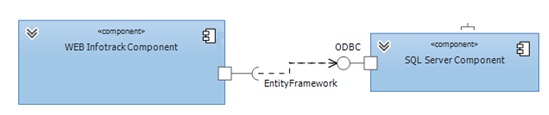 «component»
WEB Infotrack Component
EntityFramework
ODBC
«component»
SQL Server Component